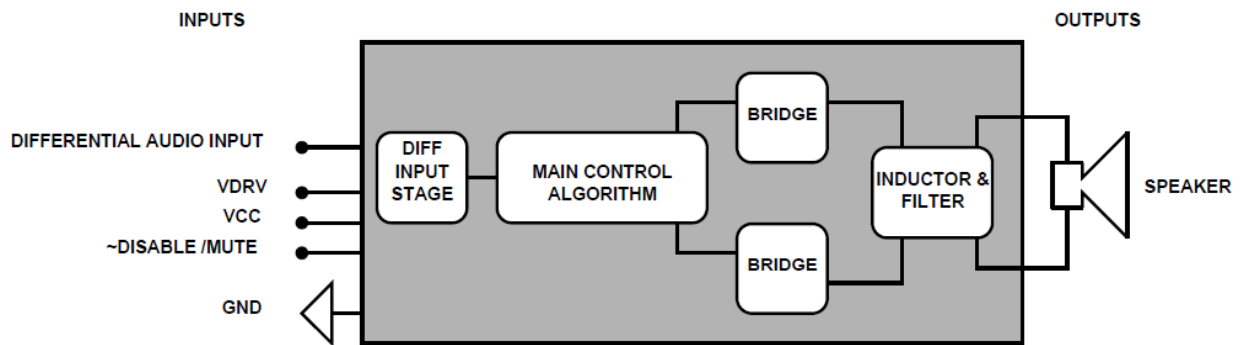 INPUTS
OUTPUTS
DIFFERENTIAL AUDIO INPUT
VDRV
VCC
~DISABLE /MUTE
GND
DIFF
INPUT
STAGE
MAIN CONTROL
ALGORITHM
BRIDGE
BRIDGE
INDUCTOR &
FILTER
SPEAKER